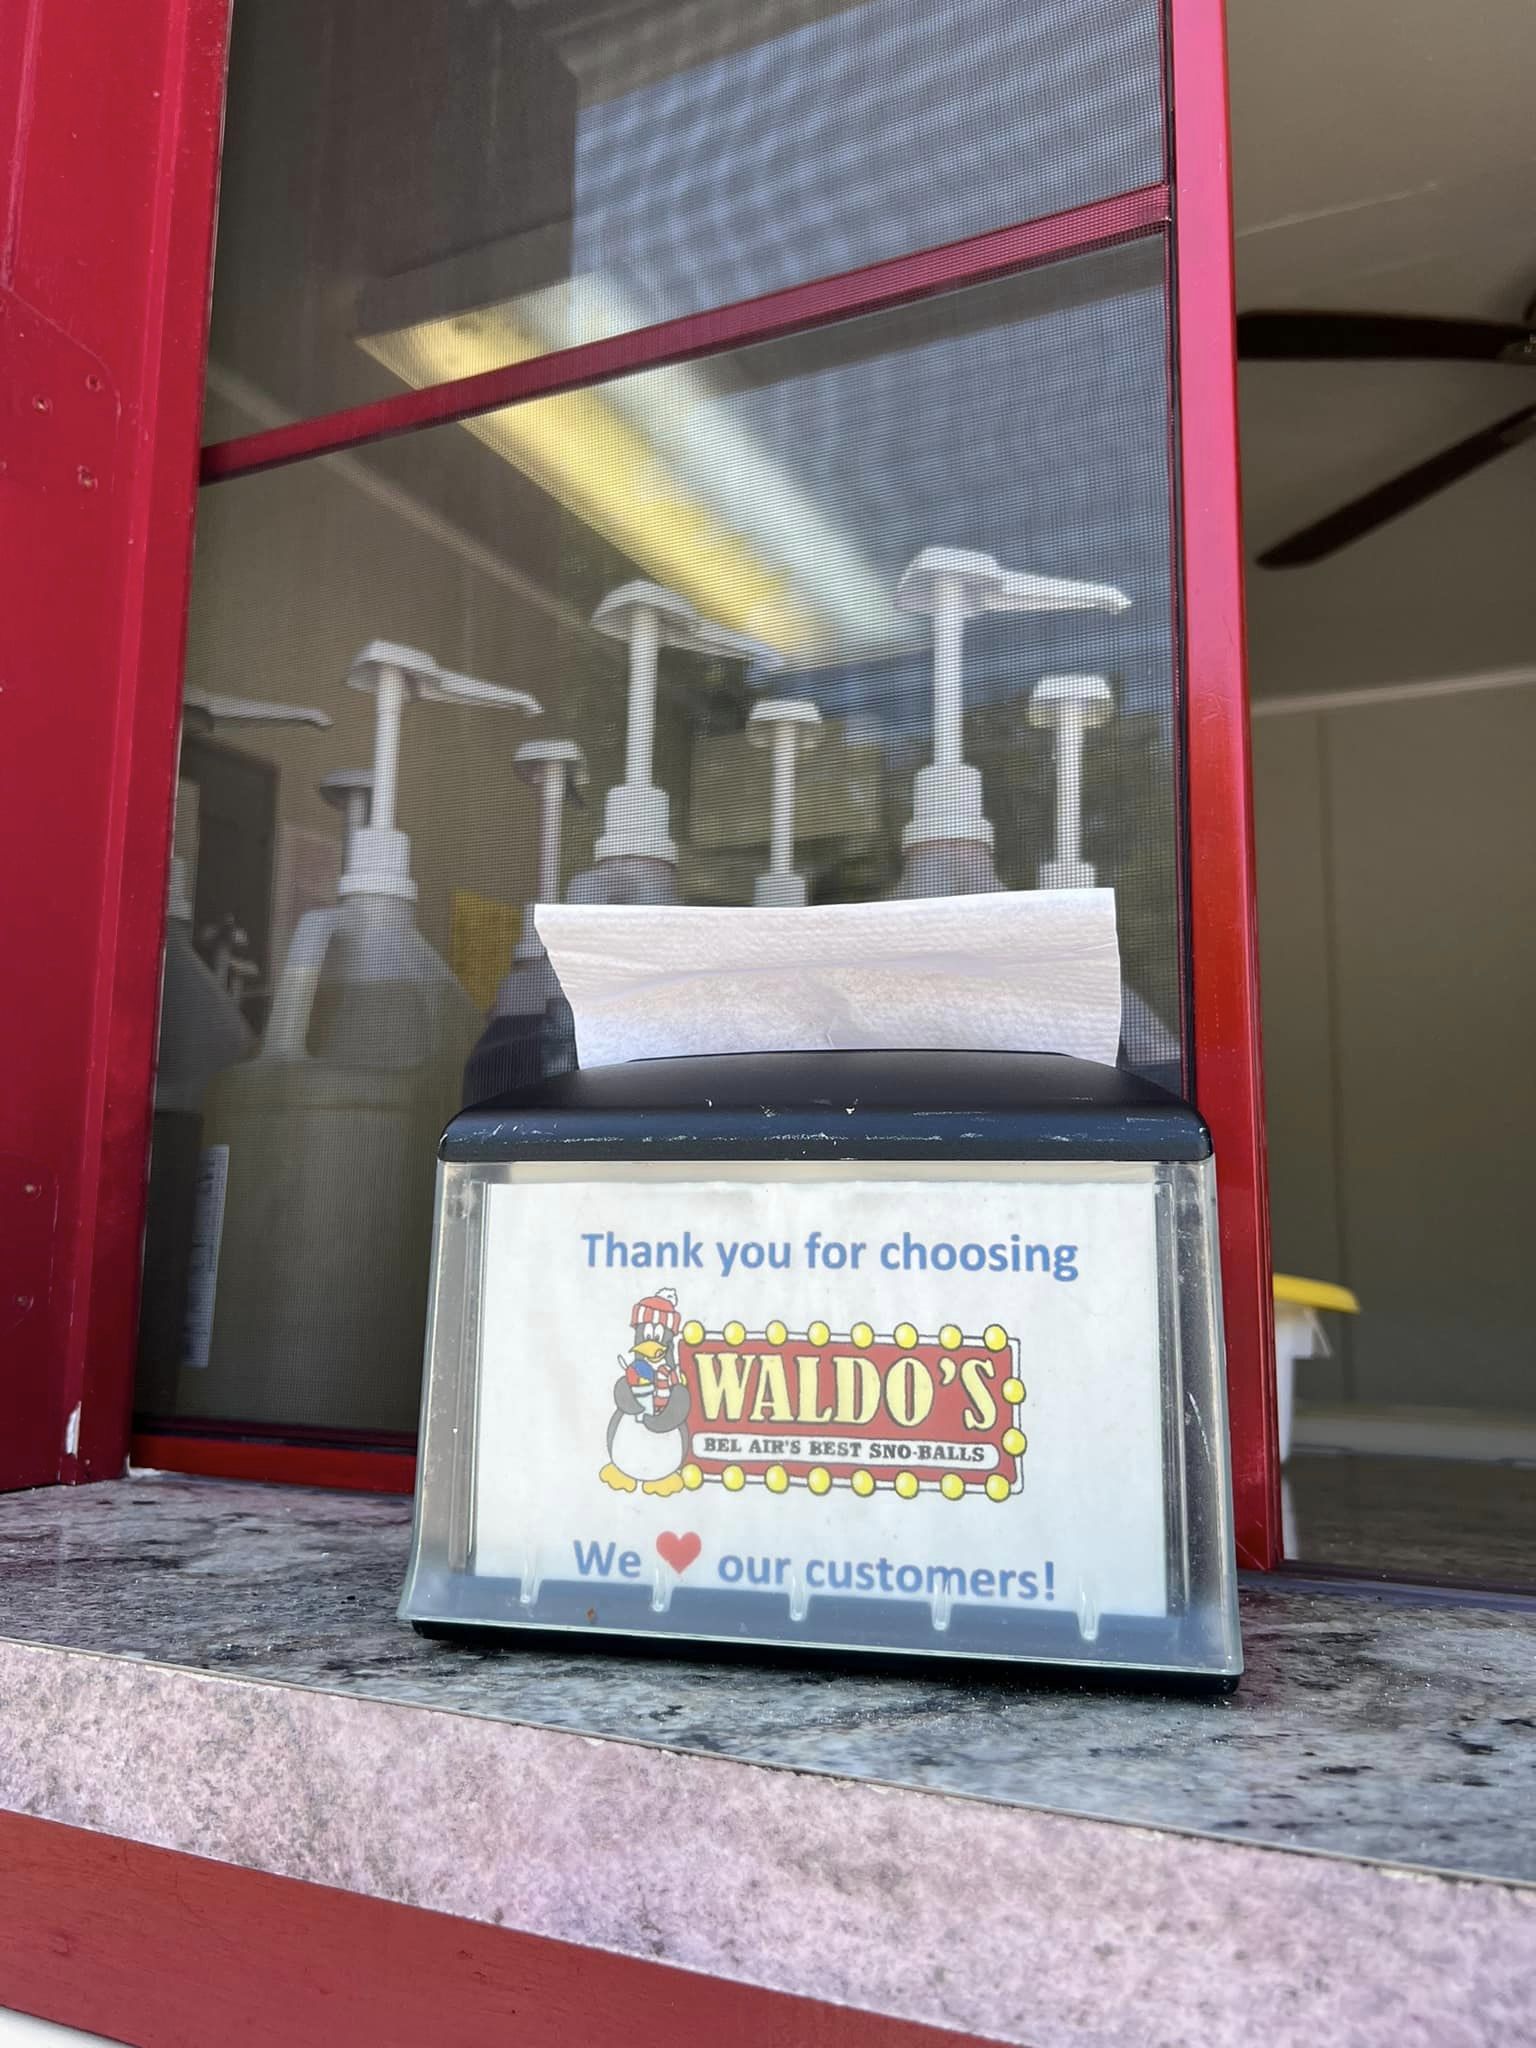 Thank you for choosing
WALDO'S
BEL AIR'S BEST SNO-BALLS
We ❤ our customers!